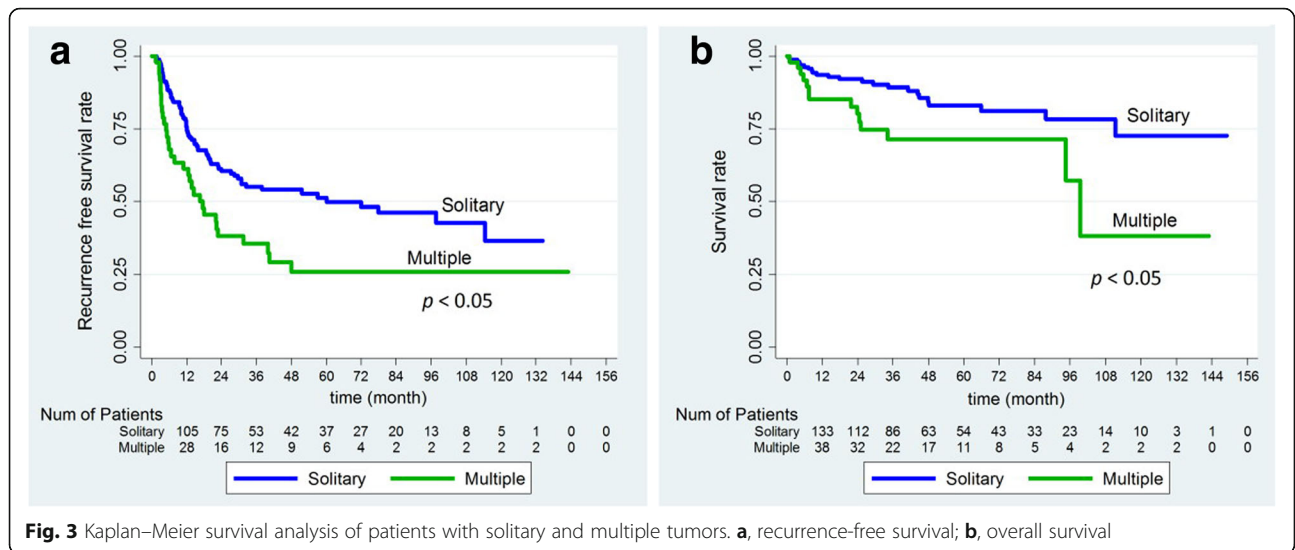 a
Recurrence free survival rate
1.00
0.75
0.50
0.25
0.00
Solitary
Multiple
p < 0.05
0 12 24 36 48 60 72 84 96 108 120 132 144 156
time (month)
Num of Patients
Solitary 105 75 53 42 37 27 20 13 8 5 1 0 0
Multiple 28 16 12 9 6 4 2 2 2 2 2 0 0
Solitary Multiple
b
Survival rate
1.00
0.75
0.50
0.25
0.00
Solitary
Multiple
p < 0.05
0 12 24 36 48 60 72 84 96 108 120 132 144 156
time (month)
Num of Patients
Solitary 133 112 86 63 54 43 33 23 14 10 3 1 0
Multiple 38 32 22 17 11 8 5 4 2 2 2 0 0
Solitary Multiple
Fig. 3 Kaplan–Meier survival analysis of patients with solitary and multiple tumors. a, recurrence-free survival; b, overall survival